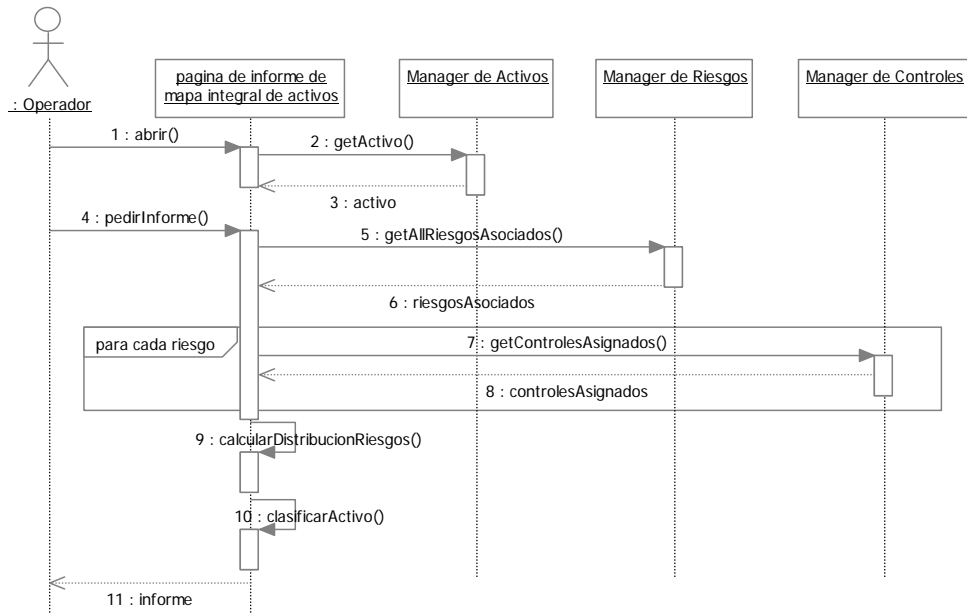 : Operador
pagina de informe de
mapa integral de activos
Manager de Activos
Manager de Riesgos
Manager de Controles
1 : abrir()
2 : getActivo()
3 : activo
4 : pedirInforme()
5 : getAllRiesgosAsociados()
6 : riesgosAsociados
para cada riesgo
7 : getControlesAsignados()
8 : controlesAsignados
9 : calcularDistribucionRiesgos()
10 : clasificarActivo()
11 : informe